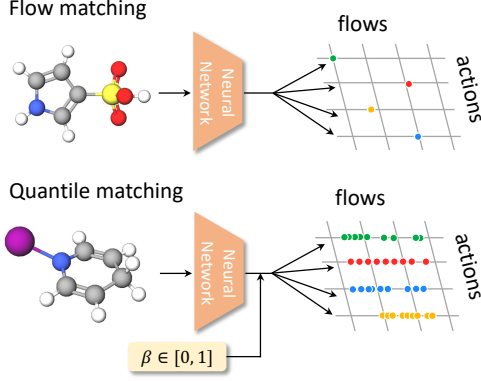 Flow matching
flows
Neural
Network
actions
Quantile matching
flows
Neural
Network
actions
β ∈ [0, 1]